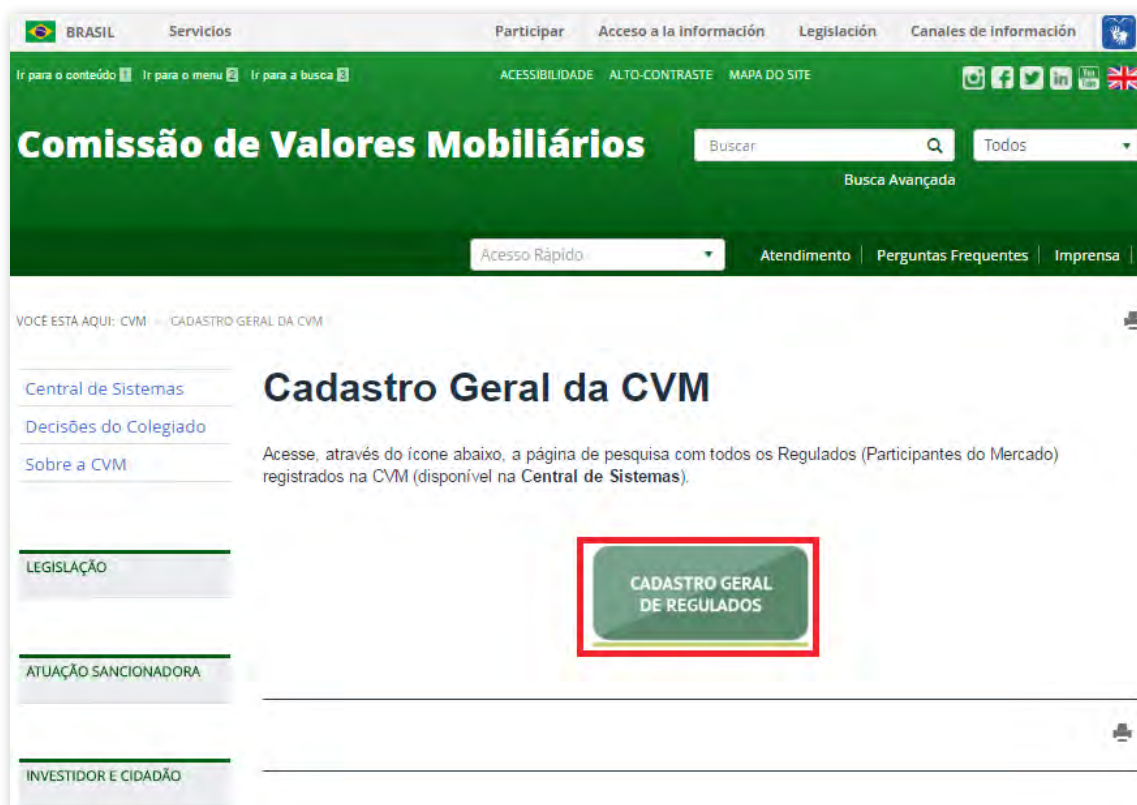 BRASIL Servicios Participar Acceso a la información Legislación Canales de información
Ir para o conteúdo 1 Ir para o menu 2 Ir para a busca 3 ACESSIBILIDADE ALTO-CONTRASTE MAPA DO SITE
Comissão de Valores Mobiliários
Buscar Todos
Busca Avançada
Acesso Rápido Atendimento Perguntas Frequentes Imprensa
VOCÊ ESTÁ AQUI: CVM CADASTRO GERAL DA CVM
Central de Sistemas
Decisões do Colegiado
Sobre a CVM
LEGISLAÇÃO
ATUAÇÃO SANCIONADORA
INVESTIDOR E CIDADÃO
Cadastro Geral da CVM
Acesse, através do ícone abaixo, a página de pesquisa com todos os Regulados (Participantes do Mercado)
registrados na CVM (disponível na Central de Sistemas).
CADASTRO GERAL
DE REGULADOS